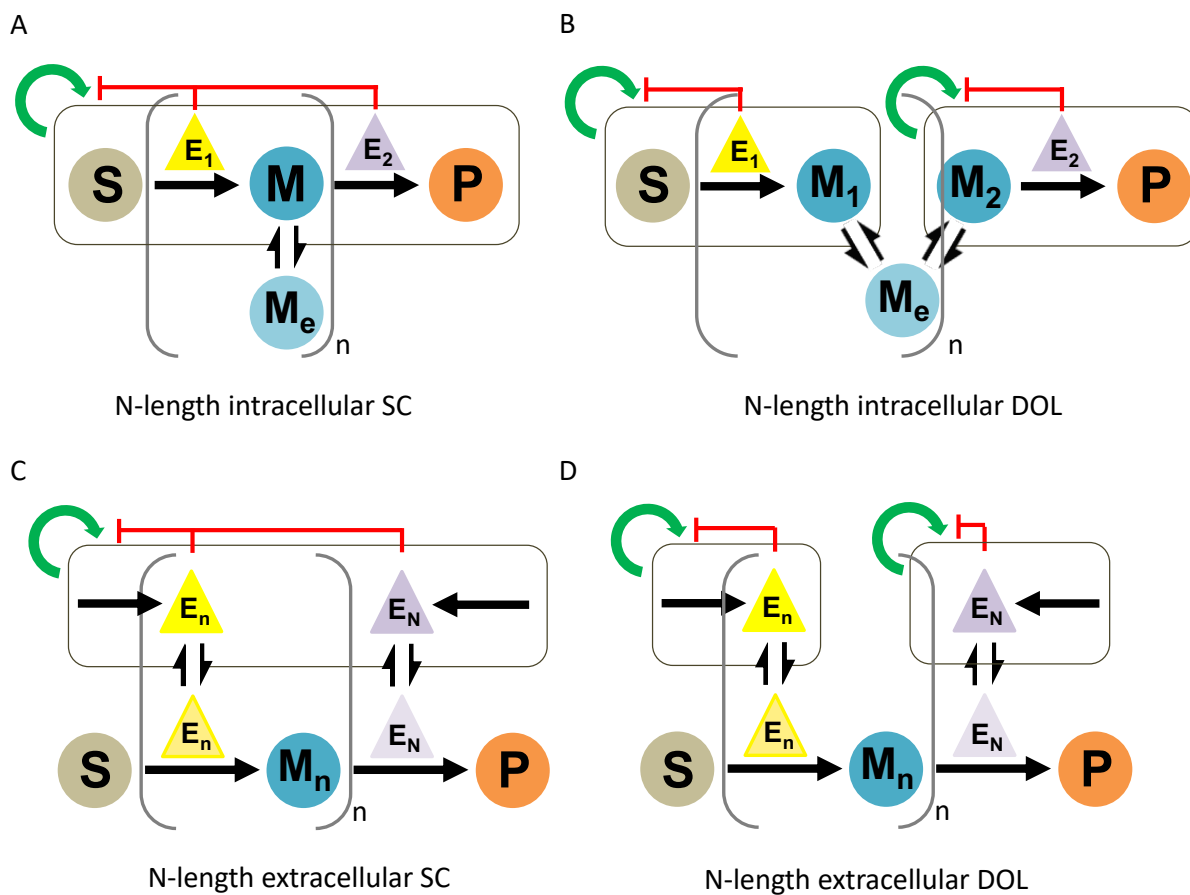 A
B
E1
E2
S
M
P
Me
n
N-length intracellular SC
E1
E2
S
M1
M2
P
Me
n
N-length intracellular DOL
C
D
En
EN
En
EN
S
Mn
P
n
N-length extracellular SC
En
EN
En
EN
S
Mn
P
n
N-length extracellular DOL